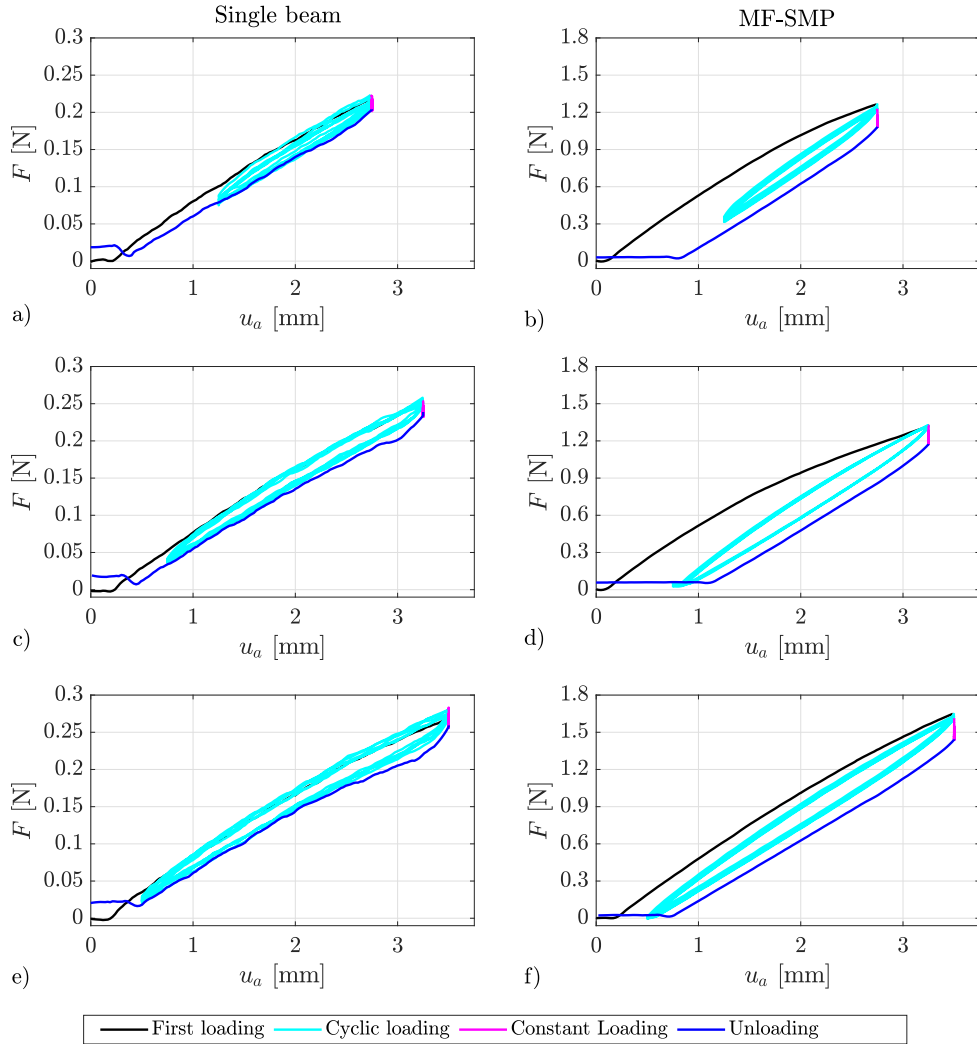 Single beam MF-SMP
0.3 1.8
0.25 1.5
0.2 1.2
0.15 0.9
0.1 0.6
0.05 0.3
0 0
F [N] F [N]
0 1 2 3 0 1 2 3
a) u_a [mm] b) u_a [mm]
0.3 1.8
0.25 1.5
0.2 1.2
0.15 0.9
0.1 0.6
0.05 0.3
0 0
F [N] F [N]
0 1 2 3 0 1 2 3
c) u_a [mm] d) u_a [mm]
0.3 1.8
0.25 1.5
0.2 1.2
0.15 0.9
0.1 0.6
0.05 0.3
0 0
F [N] F [N]
0 1 2 3 0 1 2 3
e) u_a [mm] f) u_a [mm]
First loading Cyclic loading Constant Loading Unloading